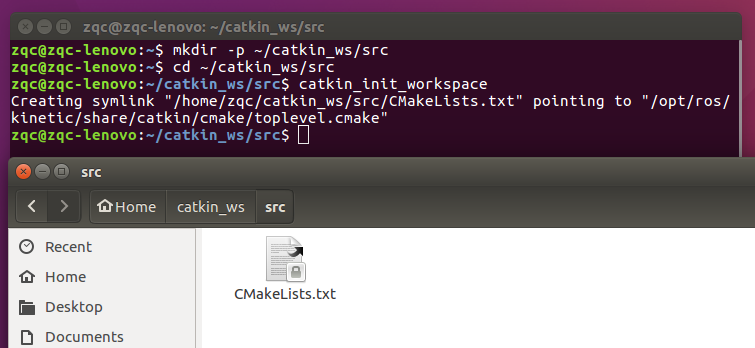 zqc@zqc-lenovo: ~/catkin_ws/src
zqc@zqc-lenovo:~$ mkdir -p ~/catkin_ws/src
zqc@zqc-lenovo:~$ cd ~/catkin_ws/src
zqc@zqc-lenovo:~/catkin_ws/src$ catkin_init_workspace
Creating symlink "/home/zqc/catkin_ws/src/CMakeLists.txt" pointing to "/opt/ros/
kinetic/share/catkin/cmake/toplevel.cmake"
zqc@zqc-lenovo:~/catkin_ws/src$
src
Home catkin_ws src
Recent
Home
Desktop
Documents
CMakeLists.txt